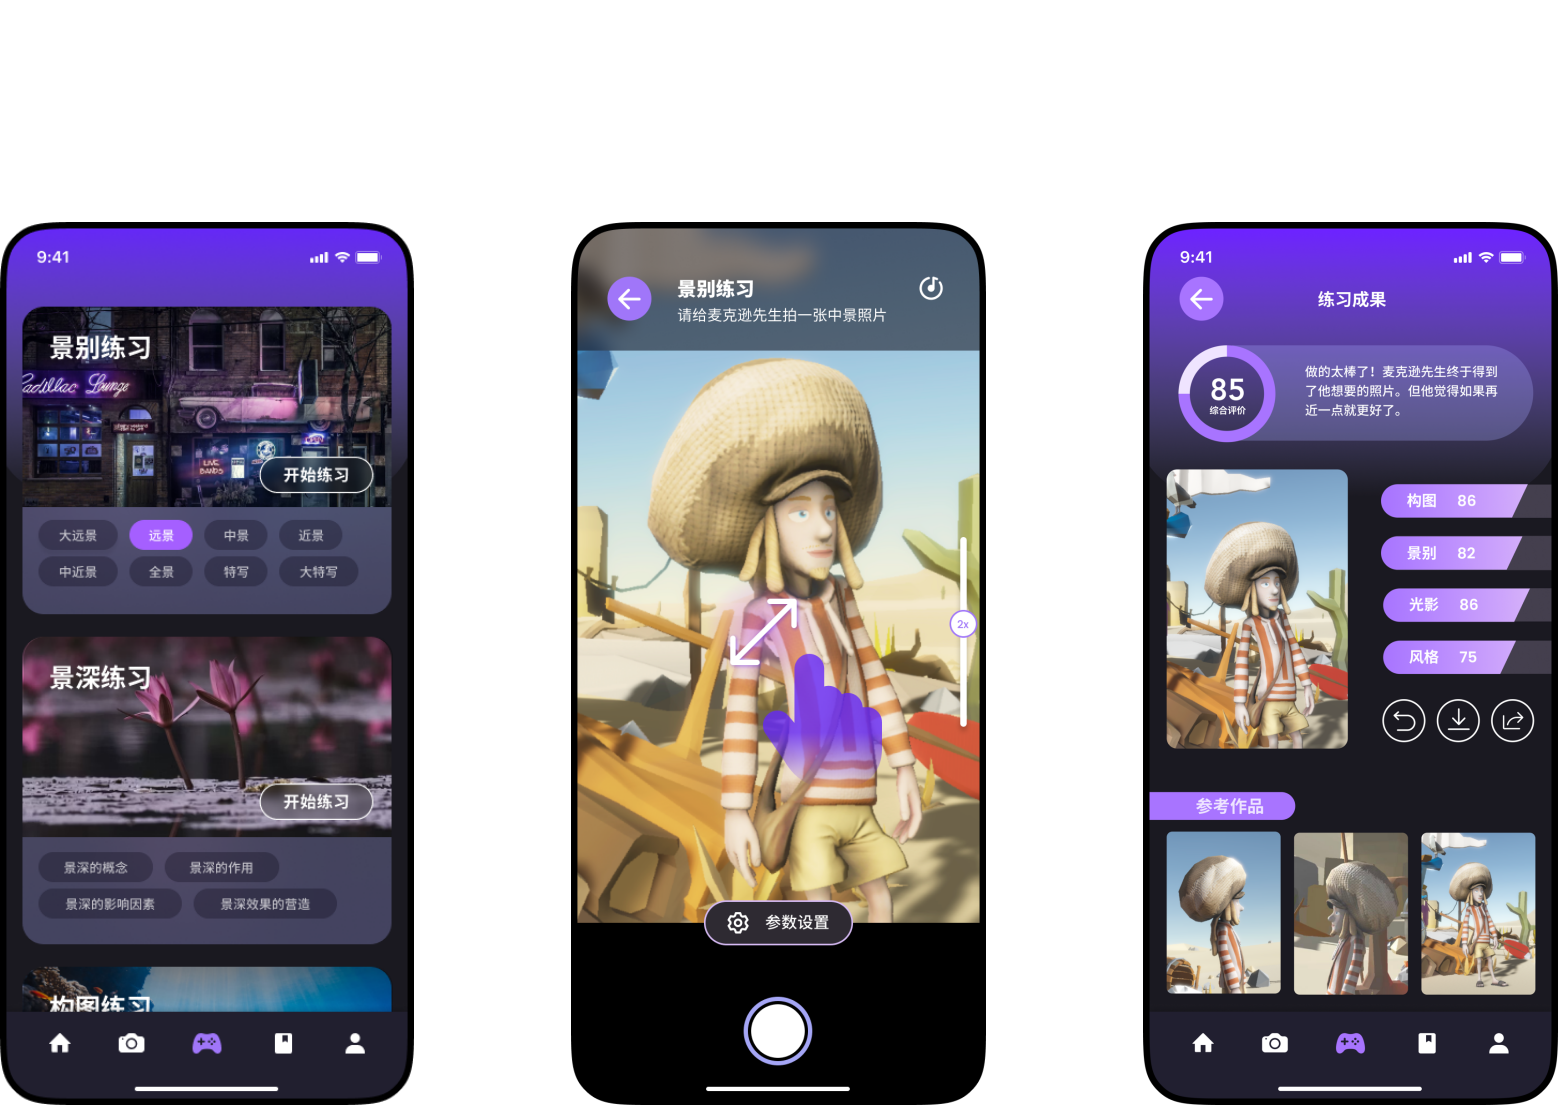 9:41
景别练习
Cadillac Lounge
LIVE
BANDS
开始练习
大远景
远景
中景
近景
中近景
全景
特写
大特写
景深练习
开始练习
景深的概念
景深的作用
景深的影响因素
景深效果的营造
构图练习
景别练习
请给麦克逊先生拍一张中景照片
2x
参数设置
9:41
练习成果
85
综合评价
做的太棒了！麦克逊先生终于得到
了他想要的照片。但他觉得如果再
近一点就更好了。
构图 86
景别 82
光影 86
风格 75
参考作品